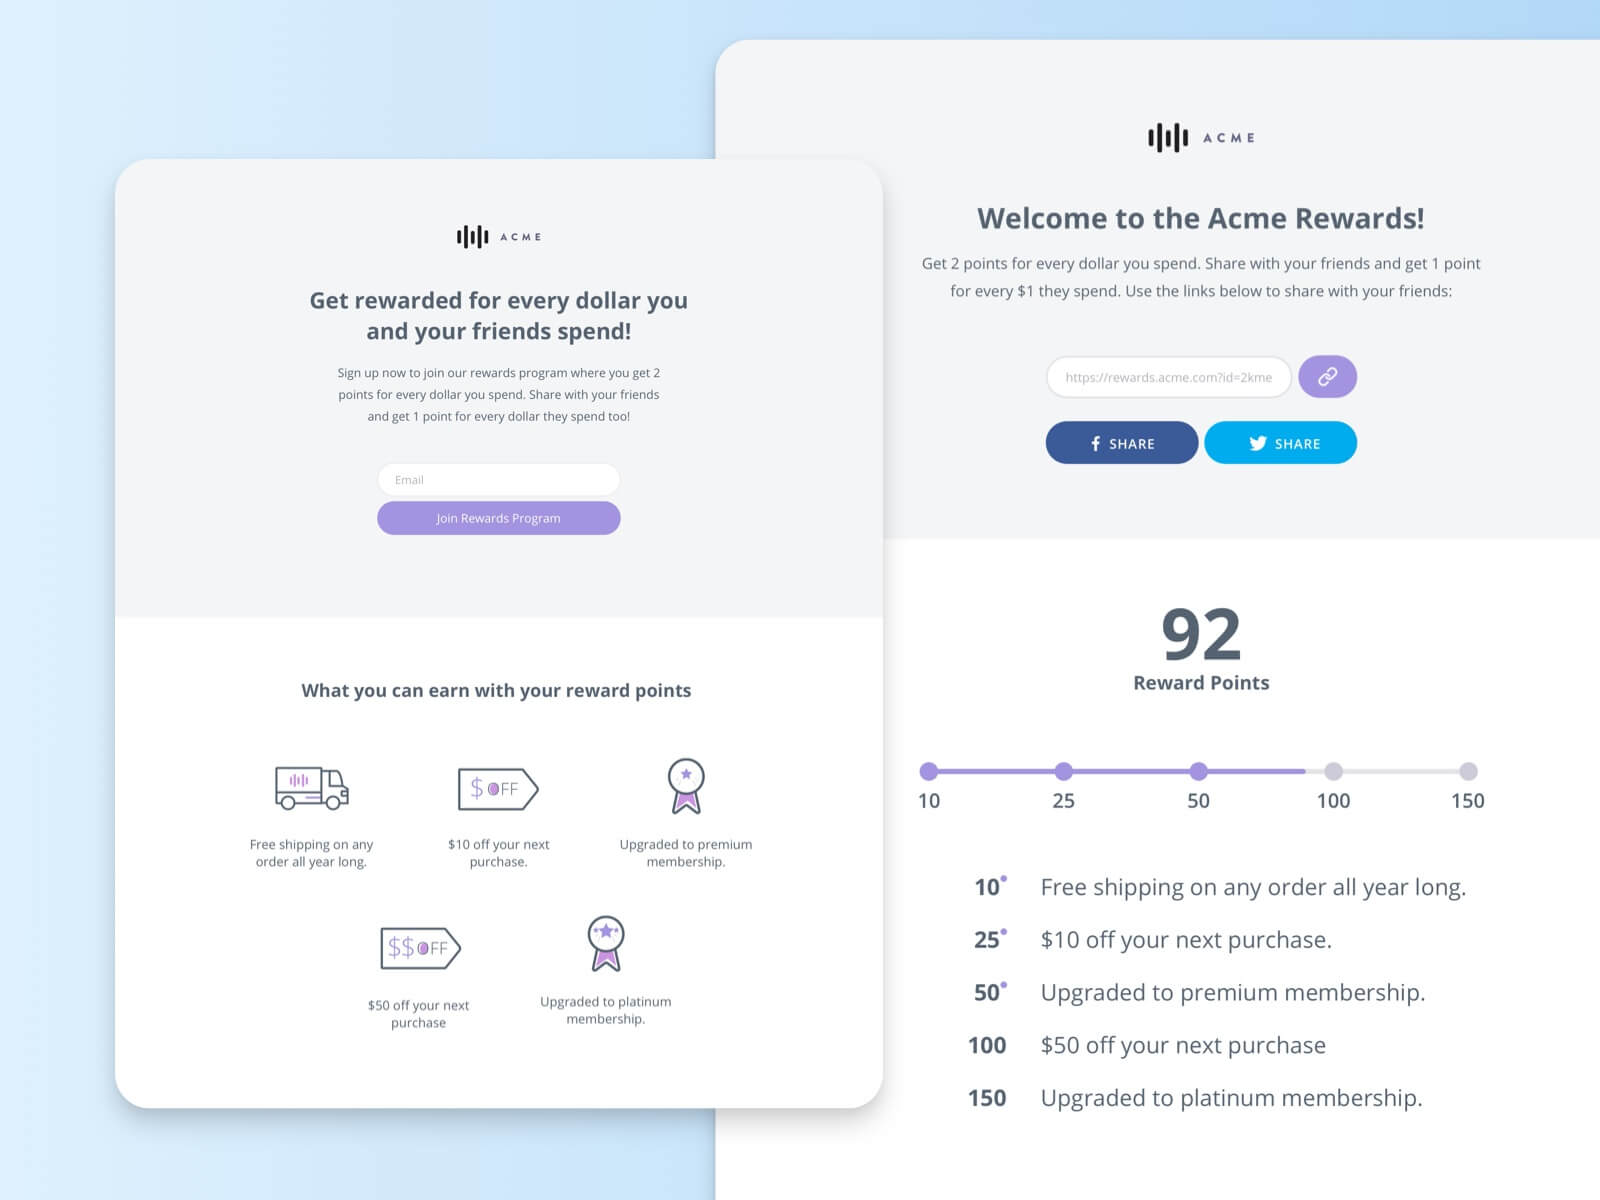 ACME
Get rewarded for every dollar you
and your friends spend!
Sign up now to join our rewards program where you get 2
points for every dollar you spend. Share with your friends
and get 1 point for every dollar they spend too!
Email
Join Rewards Program
What you can earn with your reward points
$ OFF
Free shipping on any
order all year long.
$10 off your next
purchase.
Upgraded to premium
membership.
$$ OFF
$50 off your next
purchase
Upgraded to platinum
membership.
ACME
Welcome to the Acme Rewards!
Get 2 points for every dollar you spend. Share with your friends and get 1 point
for every $1 they spend. Use the links below to share with your friends:
https://rewards.acme.com?id=2kme
SHARE
SHARE
92
Reward Points
10 25 50 100 150
10 Free shipping on any order all year long.
25 $10 off your next purchase.
50 Upgraded to premium membership.
100 $50 off your next purchase
150 Upgraded to platinum membership.